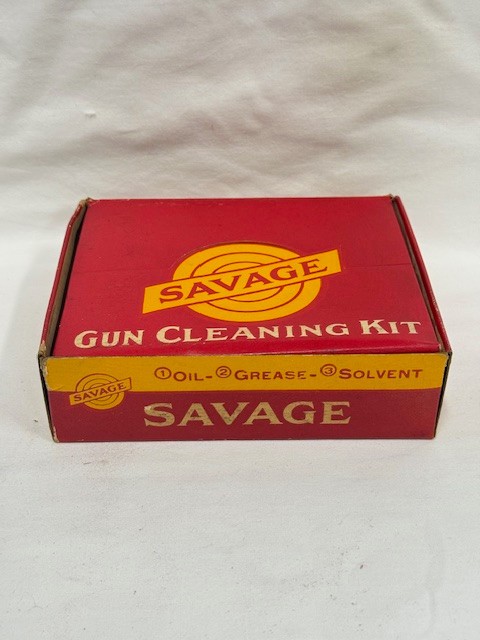 SAVAGE
GUN CLEANING KIT
SAVAGE
①OIL-②GREASE-③SOLVENT
SAVAGE